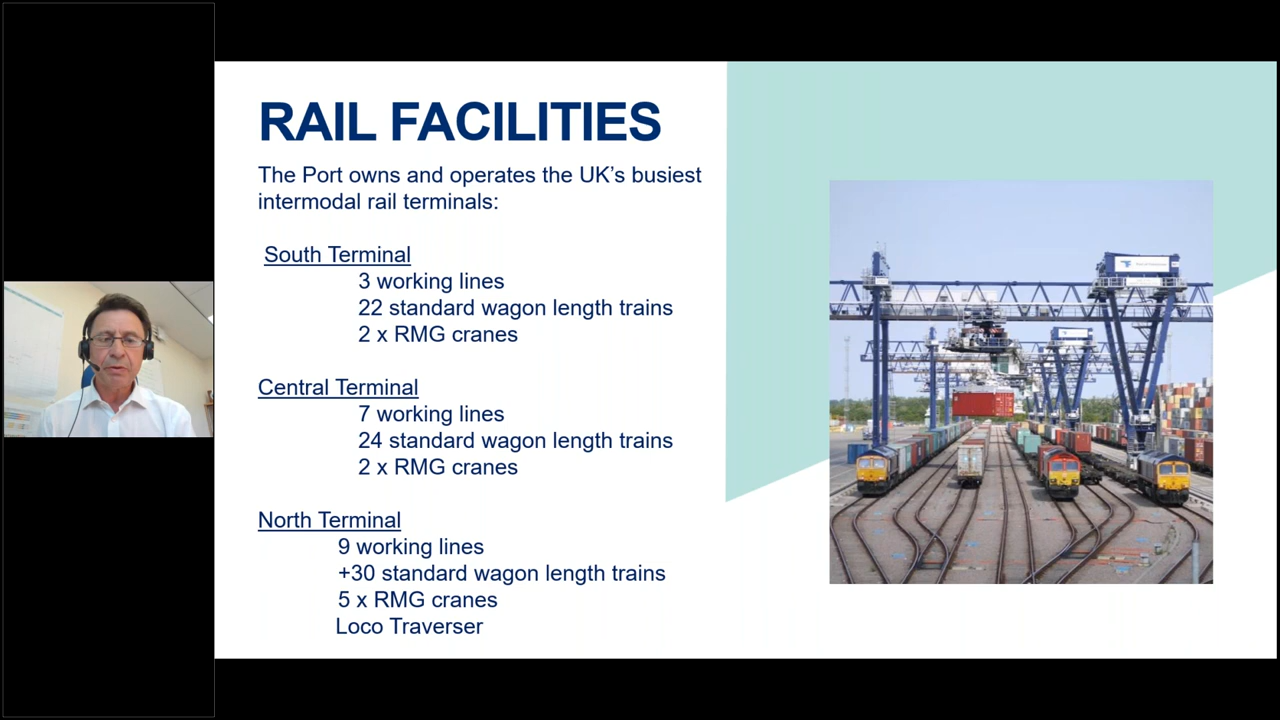 RAIL FACILITIES
The Port owns and operates the UK’s busiest
intermodal rail terminals:
South Terminal
3 working lines
22 standard wagon length trains
2 x RMG cranes
Central Terminal
7 working lines
24 standard wagon length trains
2 x RMG cranes
North Terminal
9 working lines
+30 standard wagon length trains
5 x RMG cranes
Loco Traverser